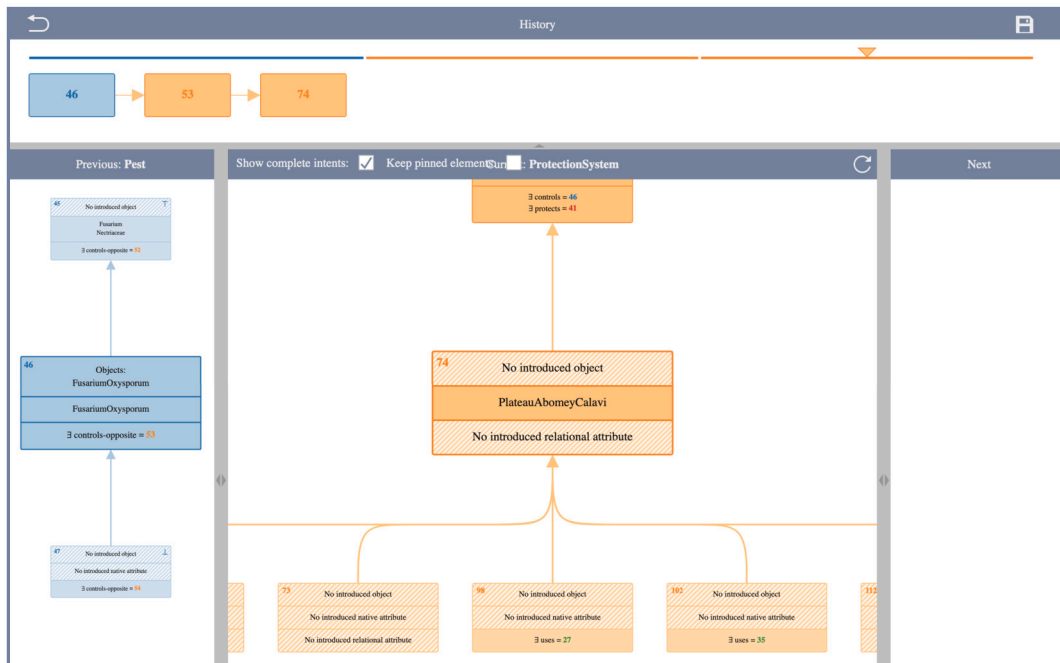 History
46
53
74
Previous: Pest
Show complete intents:
Keep pinned element
: ProtectionSystem
Next
45
No introduced object
⊤
Fusarium
Nectriaceae
∃ controls-opposite = 52
46
Objects:
FusariumOxysporum
FusariumOxysporum
∃ controls-opposite = 53
47
No introduced object
⊥
No introduced native attribute
∃ controls-opposite = 54
∃ controls = 46
∃ protects = 41
74
No introduced object
PlateauAbomeyCalavi
No introduced relational attribute
73
No introduced object
No introduced native attribute
No introduced relational attribute
98
No introduced object
No introduced native attribute
∃ uses = 27
102
No introduced object
No introduced native attribute
∃ uses = 35
112